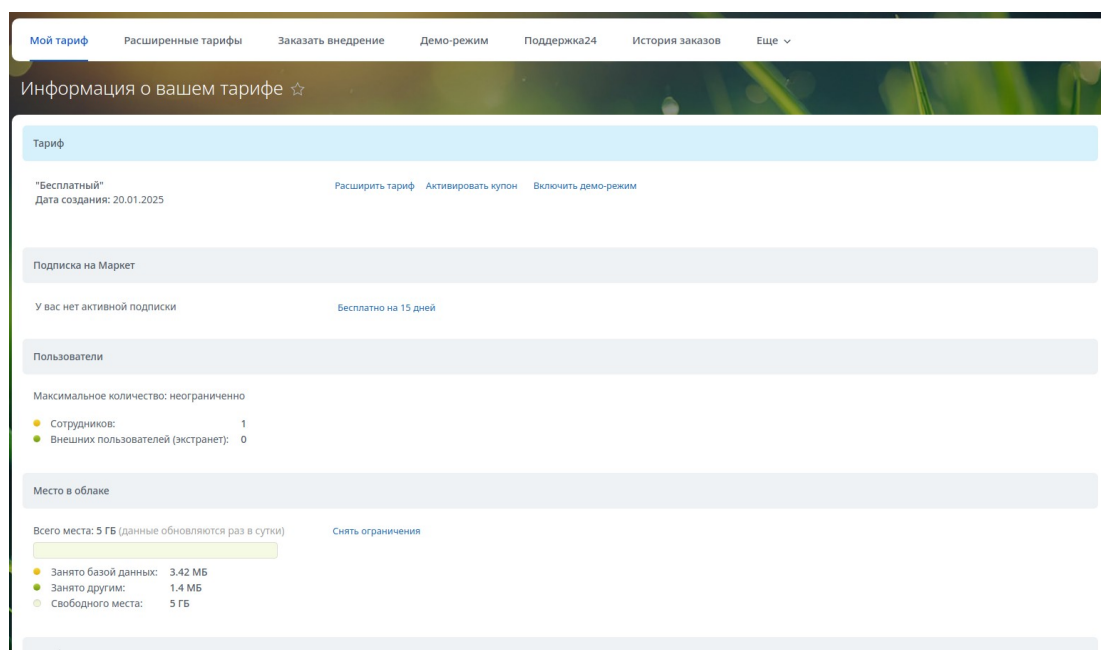 Мой тариф Расширенные тарифы Заказать внедрение Демо-режим Поддержка24 История заказов Еще
Информация о вашем тарифе
Тариф
"Бесплатный" Расширить тариф Активировать купон Включить демо-режим
Дата создания: 20.01.2025
Подписка на Маркет
У вас нет активной подписки Бесплатно на 15 дней
Пользователи
Максимальное количество: неограниченно
Сотрудников: 1
Внешних пользователей (экстранет): 0
Место в облаке
Всего места: 5 ГБ (данные обновляются раз в сутки) Снять ограничения
Занято базой данных: 3.42 МБ
Занято другим: 1.4 МБ
Свободного места: 5 ГБ